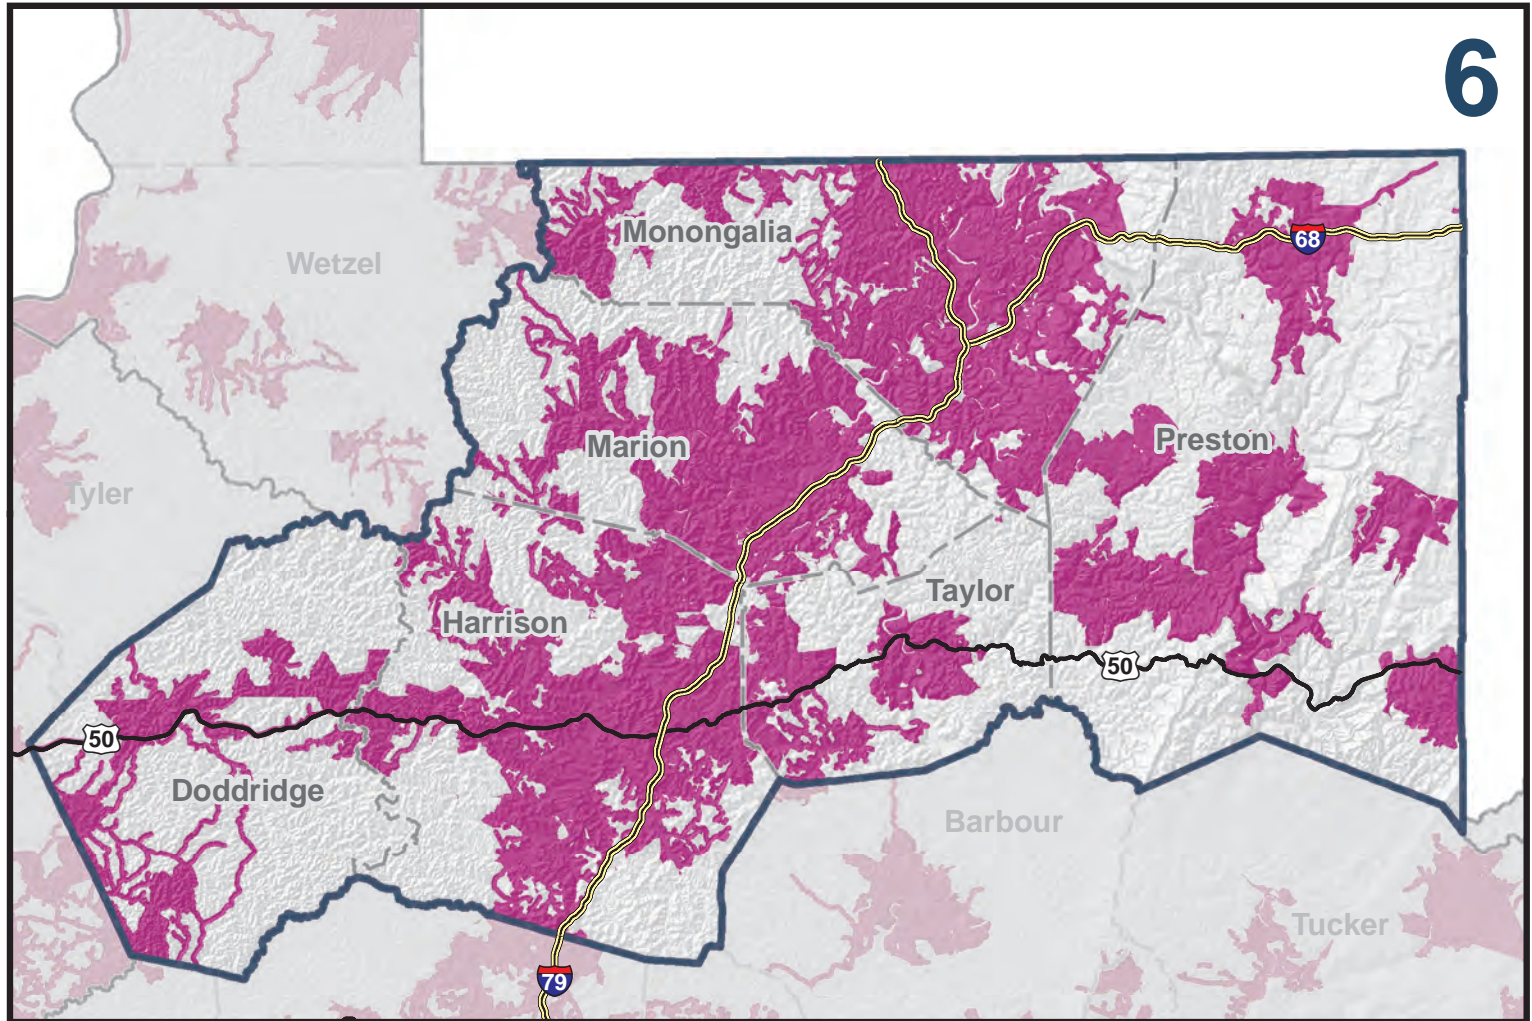 6
Monongalia
68
Wetzel
Marion
Preston
Tyler
Taylor
Harrison
50
50
Doddridge
Barbour
Tucker
79